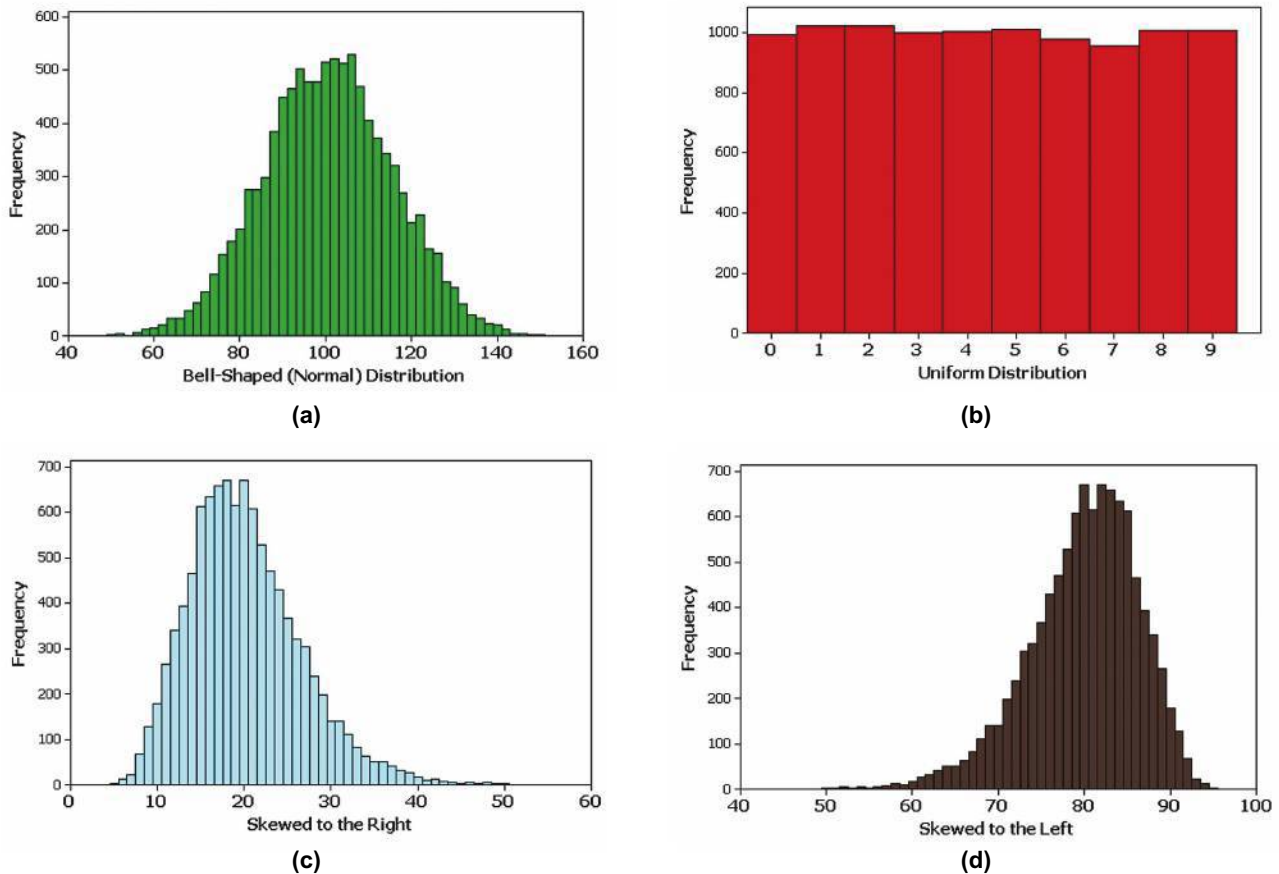 600
500
400
300
200
100
0
Frequency
40 60 80 100 120 140 160
Bell-Shaped (Normal) Distribution
(a)
1000
800
600
400
200
0
Frequency
0 1 2 3 4 5 6 7 8 9
Uniform Distribution
(b)
700
600
500
400
300
200
100
0
Frequency
0 10 20 30 40 50 60
Skewed to the Right
(c)
700
600
500
400
300
200
100
0
Frequency
40 50 60 70 80 90 100
Skewed to the Left
(d)